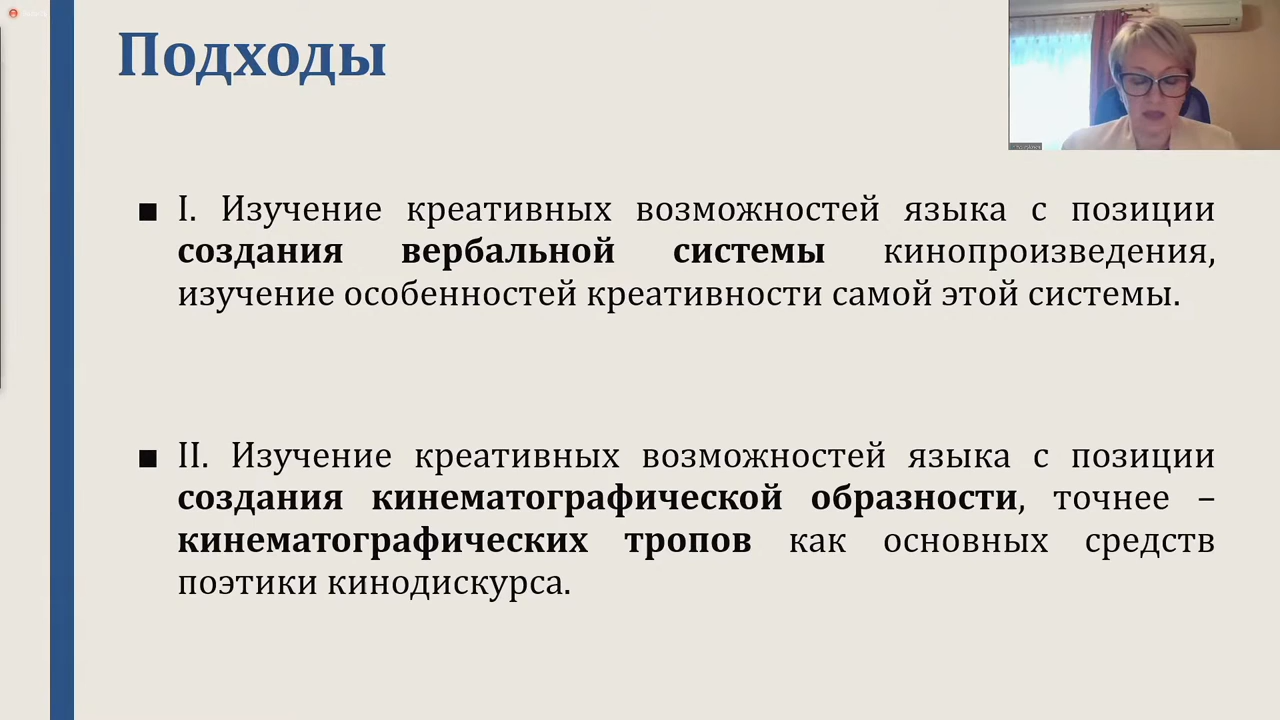 Подходы
■ I. Изучение креативных возможностей языка с позиции
создания вербальной системы кинопроизведения,
изучение особенностей креативности самой этой системы.
■ II. Изучение креативных возможностей языка с позиции
создания кинематографической образности, точнее –
кинематографических тропов как основных средств
поэтики кинодискурса.